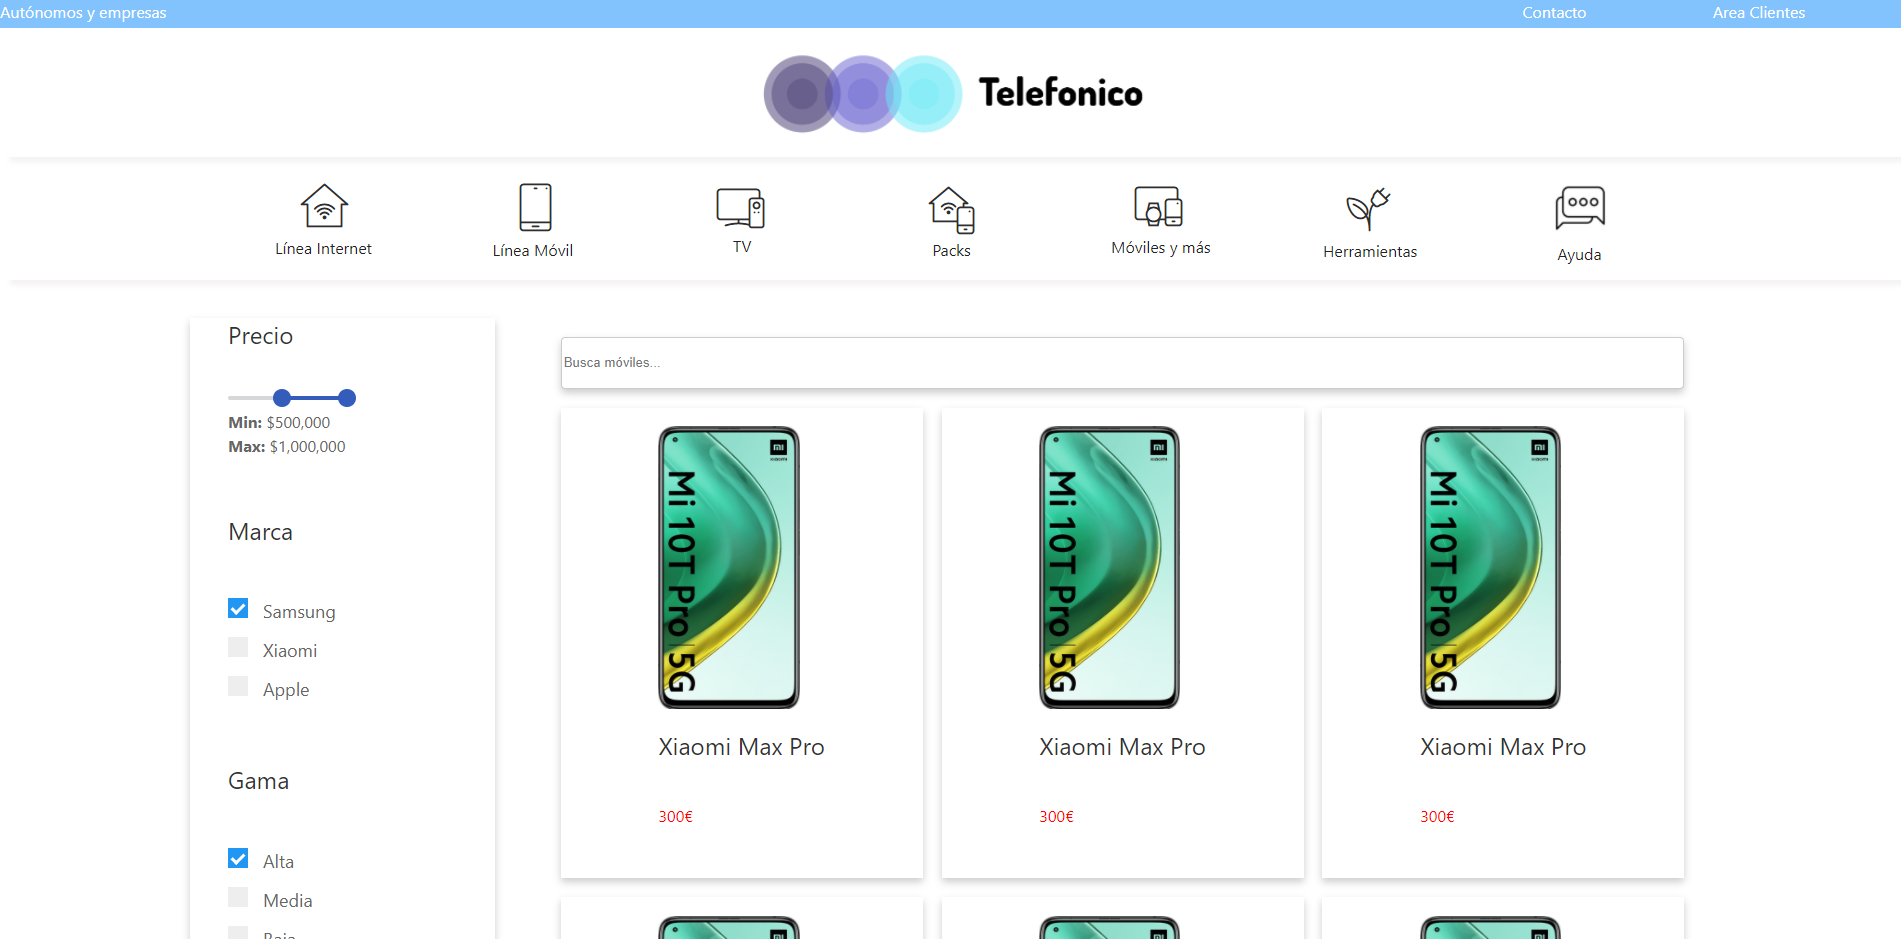 Autónomos y empresas
Contacto
Area Clientes
Telefonico
Línea Internet
Línea Móvil
TV
Packs
Móviles y más
Herramientas
Ayuda
Precio
Min: $500,000
Max: $1,000,000
Marca
Samsung
Xiaomi
Apple
Gama
Alta
Media
Baja
Busca móviles...
Mi 10T Pro 5G
Xiaomi Max Pro
300€
Mi 10T Pro 5G
Xiaomi Max Pro
300€
Mi 10T Pro 5G
Xiaomi Max Pro
300€